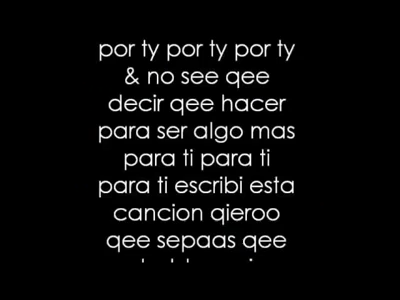 por ty por ty por ty
& no see qee
decir qee hacer
para ser algo mas
para ti para ti
para ti escribi esta
cancion qieroo
qee sepaas qee